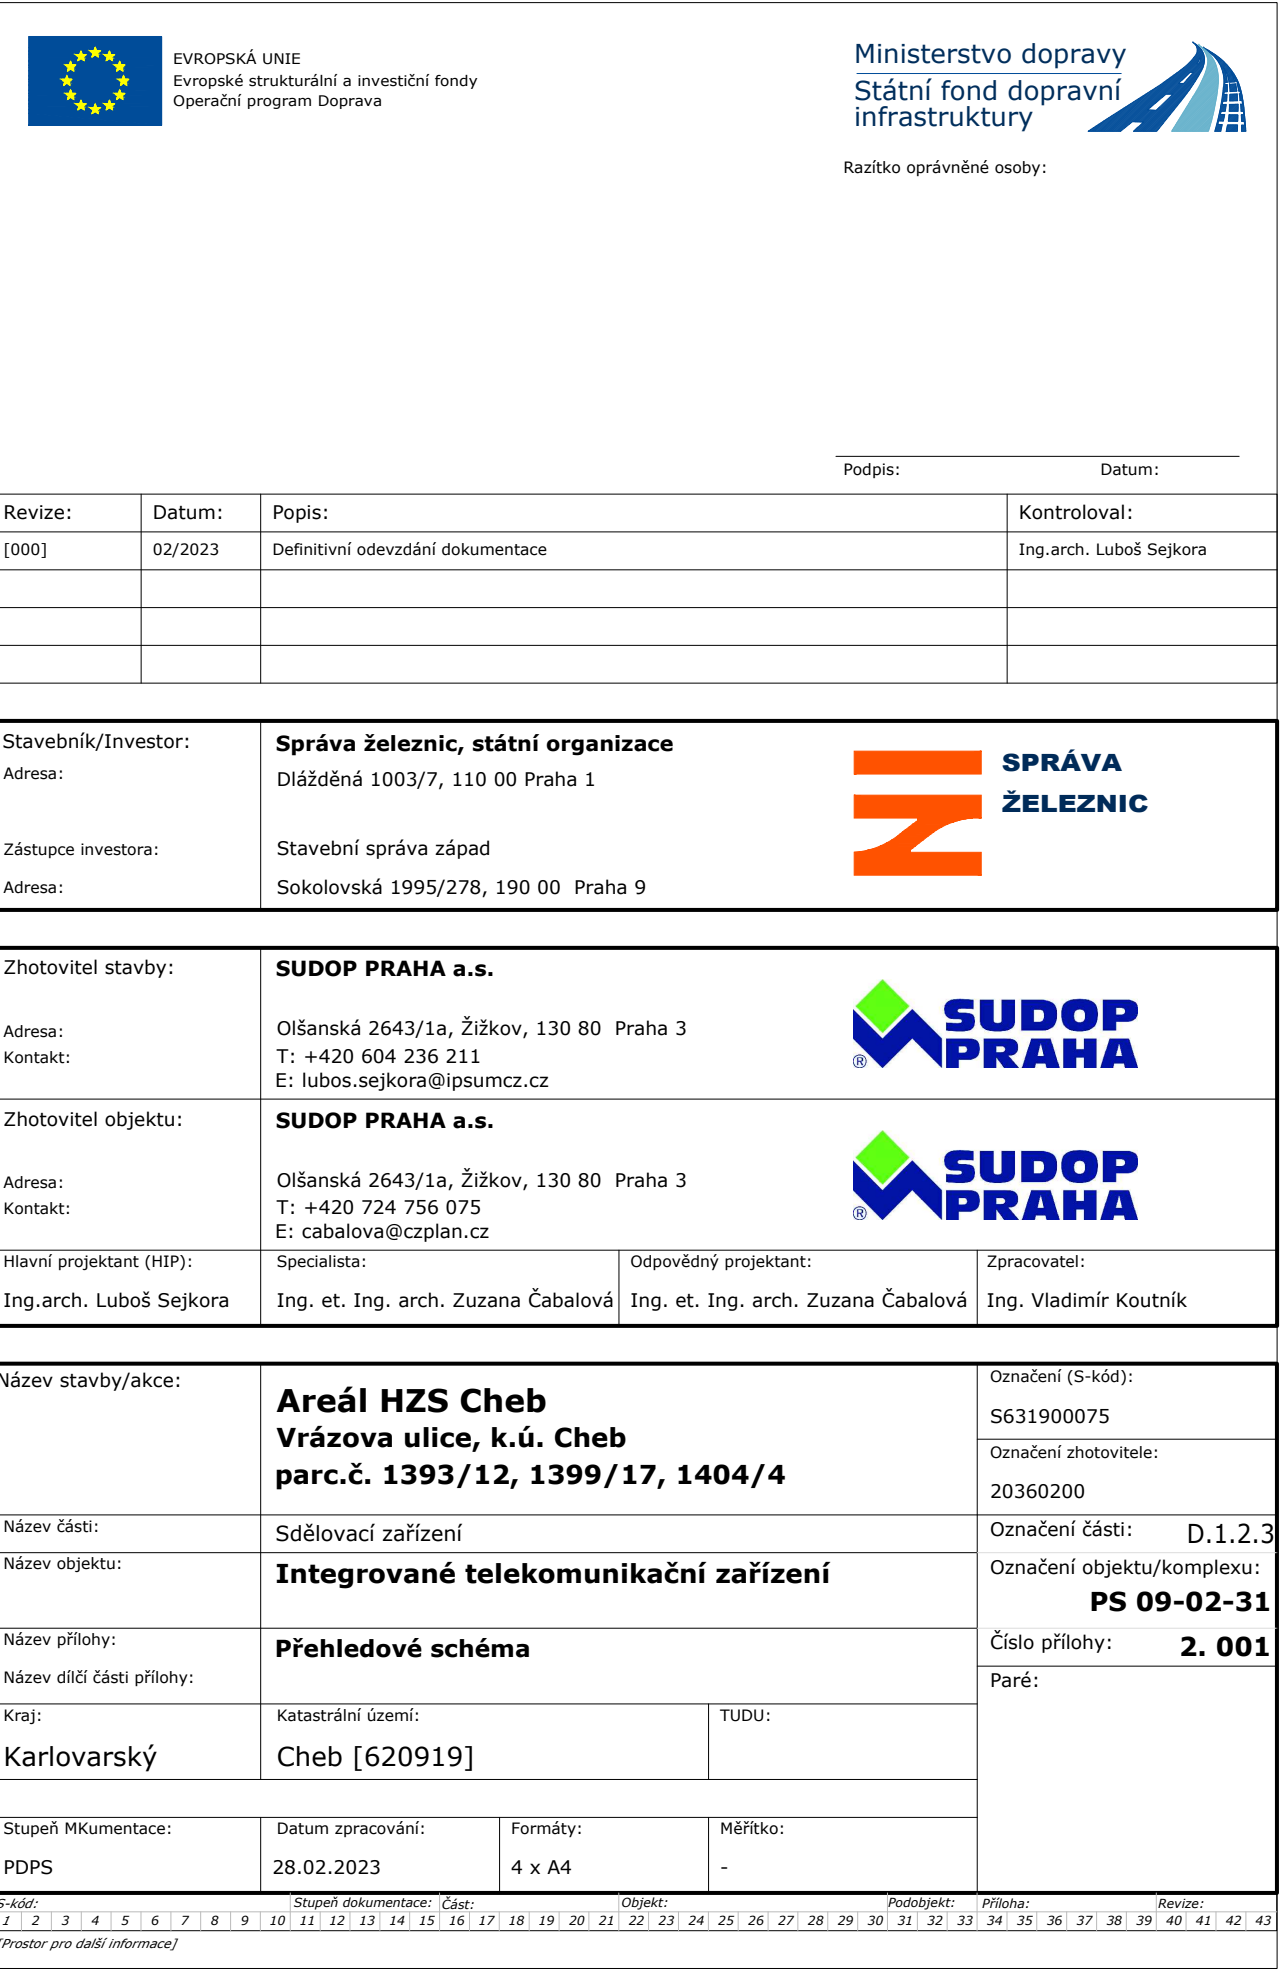 EVROPSKÁ UNIE
Evropské strukturální a investiční fondy
Operační program Doprava
Ministerstvo dopravy
Státní fond dopravní
infrastruktury
Razítko oprávněné osoby:
Podpis: Datum:
Revize: Datum: Popis: Kontroloval:
[000] 02/2023 Definitivní odevzdání dokumentace Ing.arch. Luboš Sejkora
Stavebník/Investor: Správa železnic, státní organizace
Adresa: Dlážděná 1003/7, 110 00 Praha 1
SPRÁVA
ŽELEZNIC
Zástupce investora: Stavební správa západ
Adresa: Sokolovská 1995/278, 190 00 Praha 9
Zhotovitel stavby: SUDOP PRAHA a.s.
Adresa: Olšanská 2643/1a, Žižkov, 130 80 Praha 3
Kontakt: T: +420 604 236 211
E: lubos.sejkora@ipsumcz.cz
SUDOP
PRAHA
®
Zhotovitel objektu: SUDOP PRAHA a.s.
Adresa: Olšanská 2643/1a, Žižkov, 130 80 Praha 3
Kontakt: T: +420 724 756 075
E: cabalova@czplan.cz
SUDOP
PRAHA
®
Hlavní projektant (HIP): Specialista: Odpovědný projektant: Zpracovatel:
Ing.arch. Luboš Sejkora Ing. et. Ing. arch. Zuzana Čabalová Ing. et. Ing. arch. Zuzana Čabalová Ing. Vladimír Koutník
Název stavby/akce: Areál HZS Cheb
Vrázova ulice, k.ú. Cheb
parc.č. 1393/12, 1399/17, 1404/4
Označení (S-kód):
S631900075
Označení zhotovitele:
20360200
Název části: Sdělovací zařízení Označení části: D.1.2.3
Název objektu: Integrované telekomunikační zařízení Označení objektu/komplexu:
PS 09-02-31
Název přílohy: Přehledové schéma Číslo přílohy: 2. 001
Název dílčí části přílohy: Paré:
Kraj: Katastrální území: TUDU:
Karlovarský Cheb [620919]
Stupeň MKumentace: Datum zpracování: Formáty: Měřítko:
PDPS 28.02.2023 4 x A4 -
S-kód: Stupeň dokumentace: Část: Objekt: Podobjekt: Příloha: Revize:
1 2 3 4 5 6 7 8 9 10 11 12 13 14 15 16 17 18 19 20 21 22 23 24 25 26 27 28 29 30 31 32 33 34 35 36 37 38 39 40 41 42 43
[Prostor pro další informace]